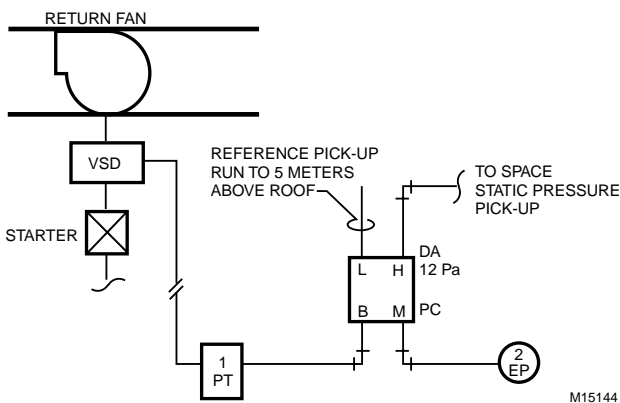 RETURN FAN
VSD
STARTER
REFERENCE PICK-UP
RUN TO 5 METERS
ABOVE ROOF
TO SPACE
STATIC PRESSURE
PICK-UP
L H
DA
12 Pa
B M
PC
1
PT
2
EP
M15144